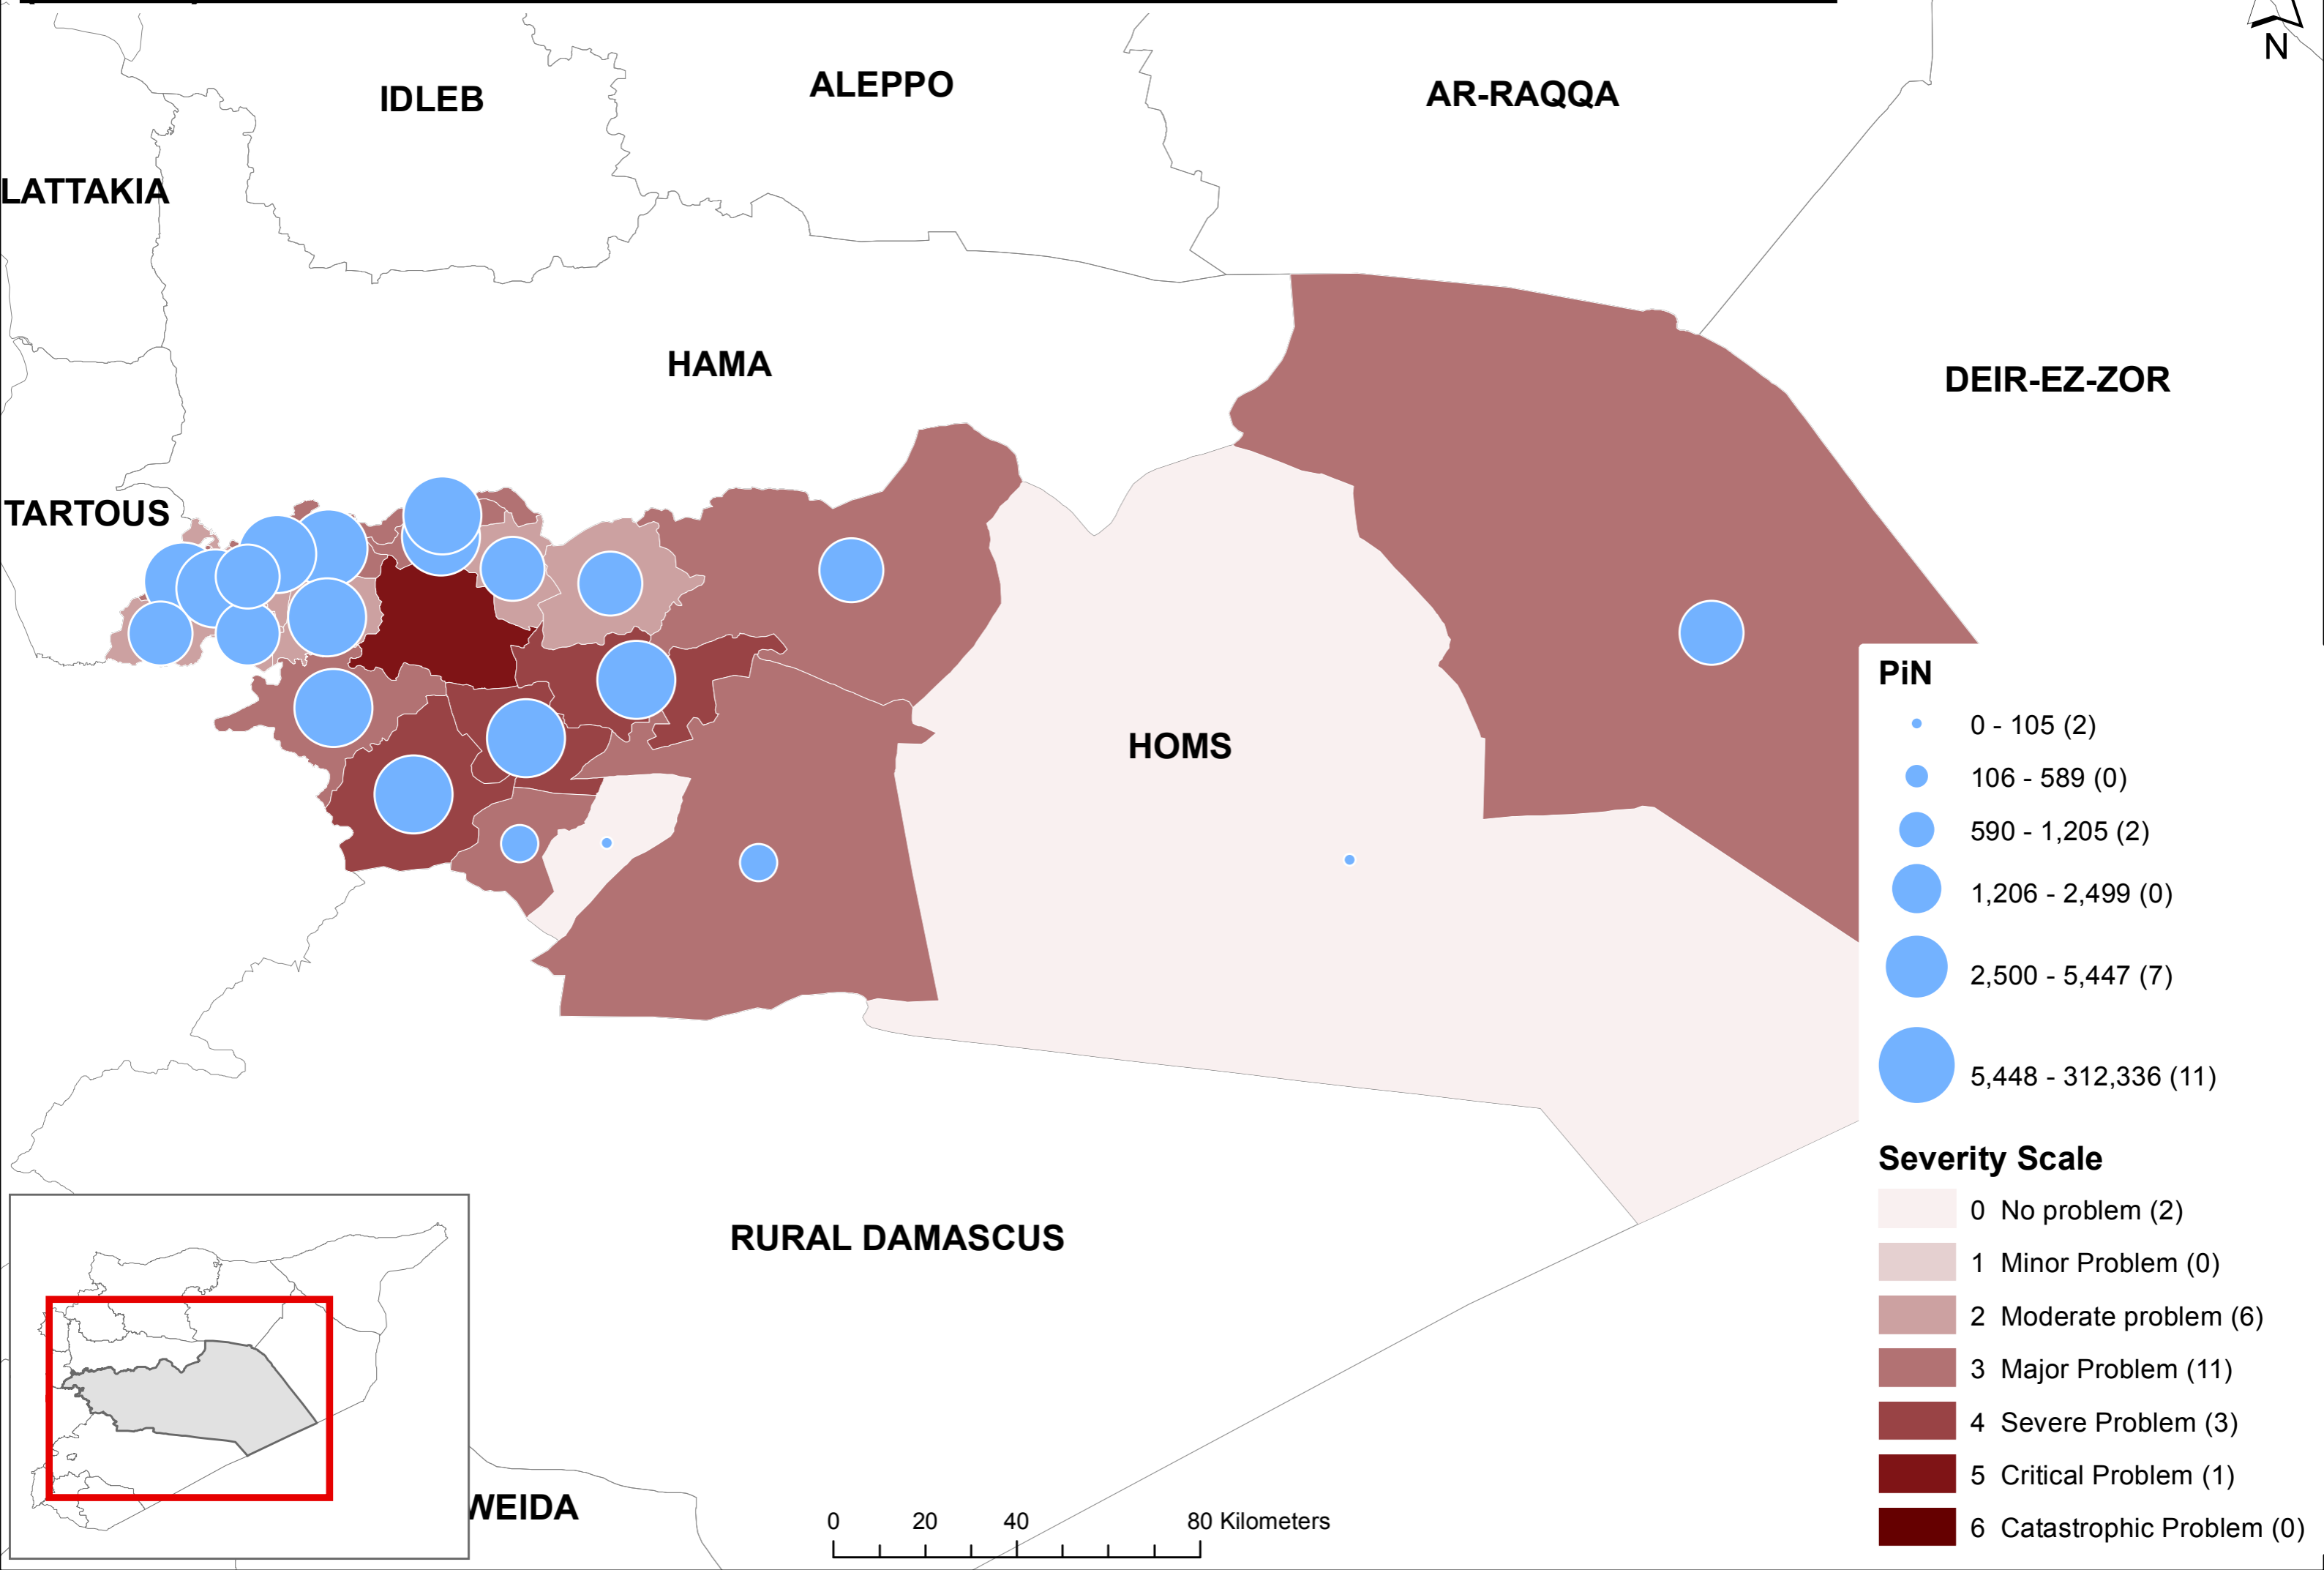 N
IDLEB
ALEPPO
AR-RAQQA
LATTAKIA
HAMA
DEIR-EZ-ZOR
TARTOUS
HOMS
RURAL DAMASCUS
WEIDA
PiN
0 - 105 (2)
106 - 589 (0)
590 - 1,205 (2)
1,206 - 2,499 (0)
2,500 - 5,447 (7)
5,448 - 312,336 (11)
Severity Scale
0 No problem (2)
1 Minor Problem (0)
2 Moderate problem (6)
3 Major Problem (11)
4 Severe Problem (3)
5 Critical Problem (1)
6 Catastrophic Problem (0)
0 20 40 80 Kilometers